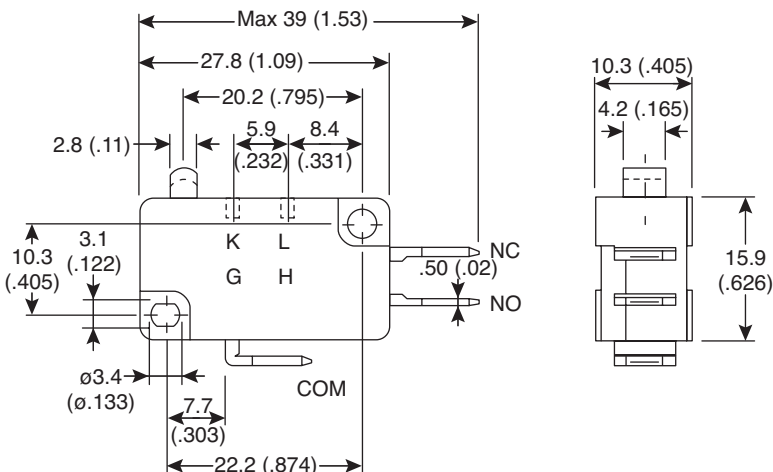 Max 39 (1.53)
27.8 (1.09)
20.2 (.795)
2.8 (.11)
5.9
(.232)
8.4
(.331)
10.3 (.405)
4.2 (.165)
10.3
(.405)
3.1
(.122)
K L
G H
NC
.50 (.02)
NO
15.9
(.626)
ø3.4
(ø.133)
COM
7.7
(.303)
22.2 (.874)